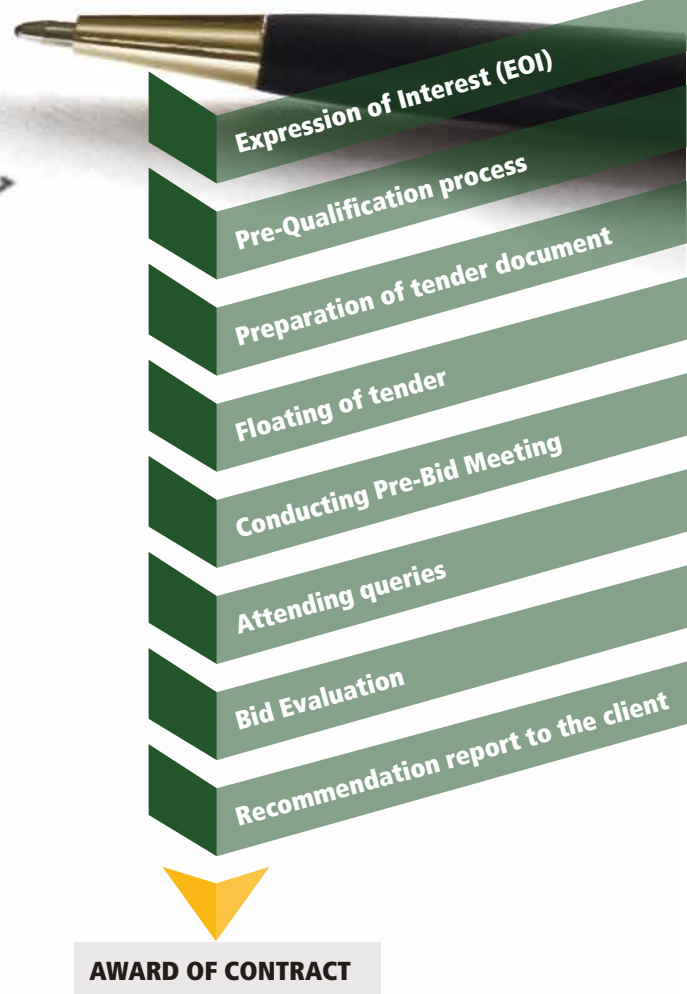 Expression of Interest (EOI)
Pre-Qualification process
Preparation of tender document
Floating of tender
Conducting Pre-Bid Meeting
Attending queries
Bid Evaluation
Recommendation report to the client
AWARD OF CONTRACT